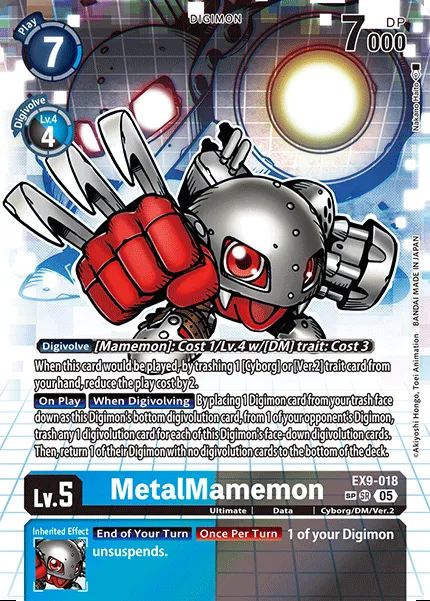 DIGIMON
Play
7
DP
7000
Digivolve
Lv.4
4
Nakano Haito
Digivolve [Mamemon]: Cost 1/Lv.4 w/[DM] trait: Cost 3
When this card would be played, by trashing 1 [Cyborg] or [Ver.2] trait card from
your hand, reduce the play cost by 2.
On Play When Digivolving By placing 1 Digimon card from your trash face
down as this Digimon's bottom digivolution card, from 1 of your opponent's Digimon,
trash any 1 digivolution card for each of this Digimon's face-down digivolution cards.
Then, return 1 of their Digimon with no digivolution cards to the bottom of the deck.
©Akiyoshi Hongo, Toei Animation BANDAI MADE IN JAPAN
EX9-018
Lv.5 MetalMamemon SP SR 05
Ultimate Data Cyborg/DM/Ver.2
Inherited Effect End of Your Turn Once Per Turn 1 of your Digimon
unsuspends.